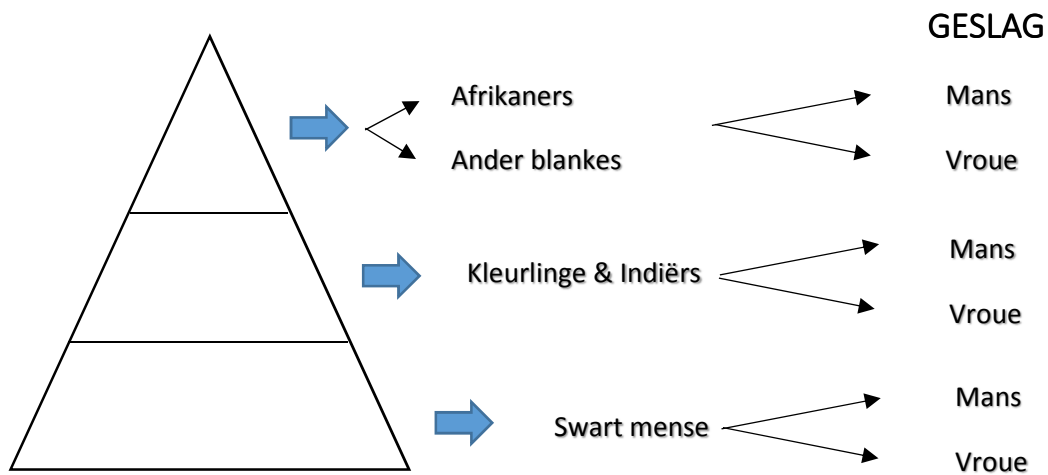 GESLAG
Afrikaners
Ander blankes
Mans
Vroue
Kleurlinge & Indiërs
Mans
Vroue
Swart mense
Mans
Vroue